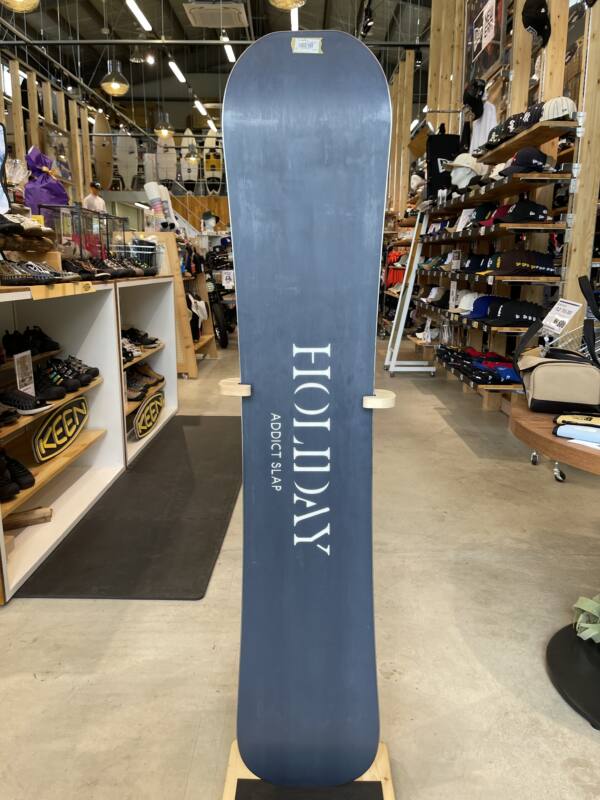 HOLIDAY
ADDICT SLAP
KEEN
KEEN